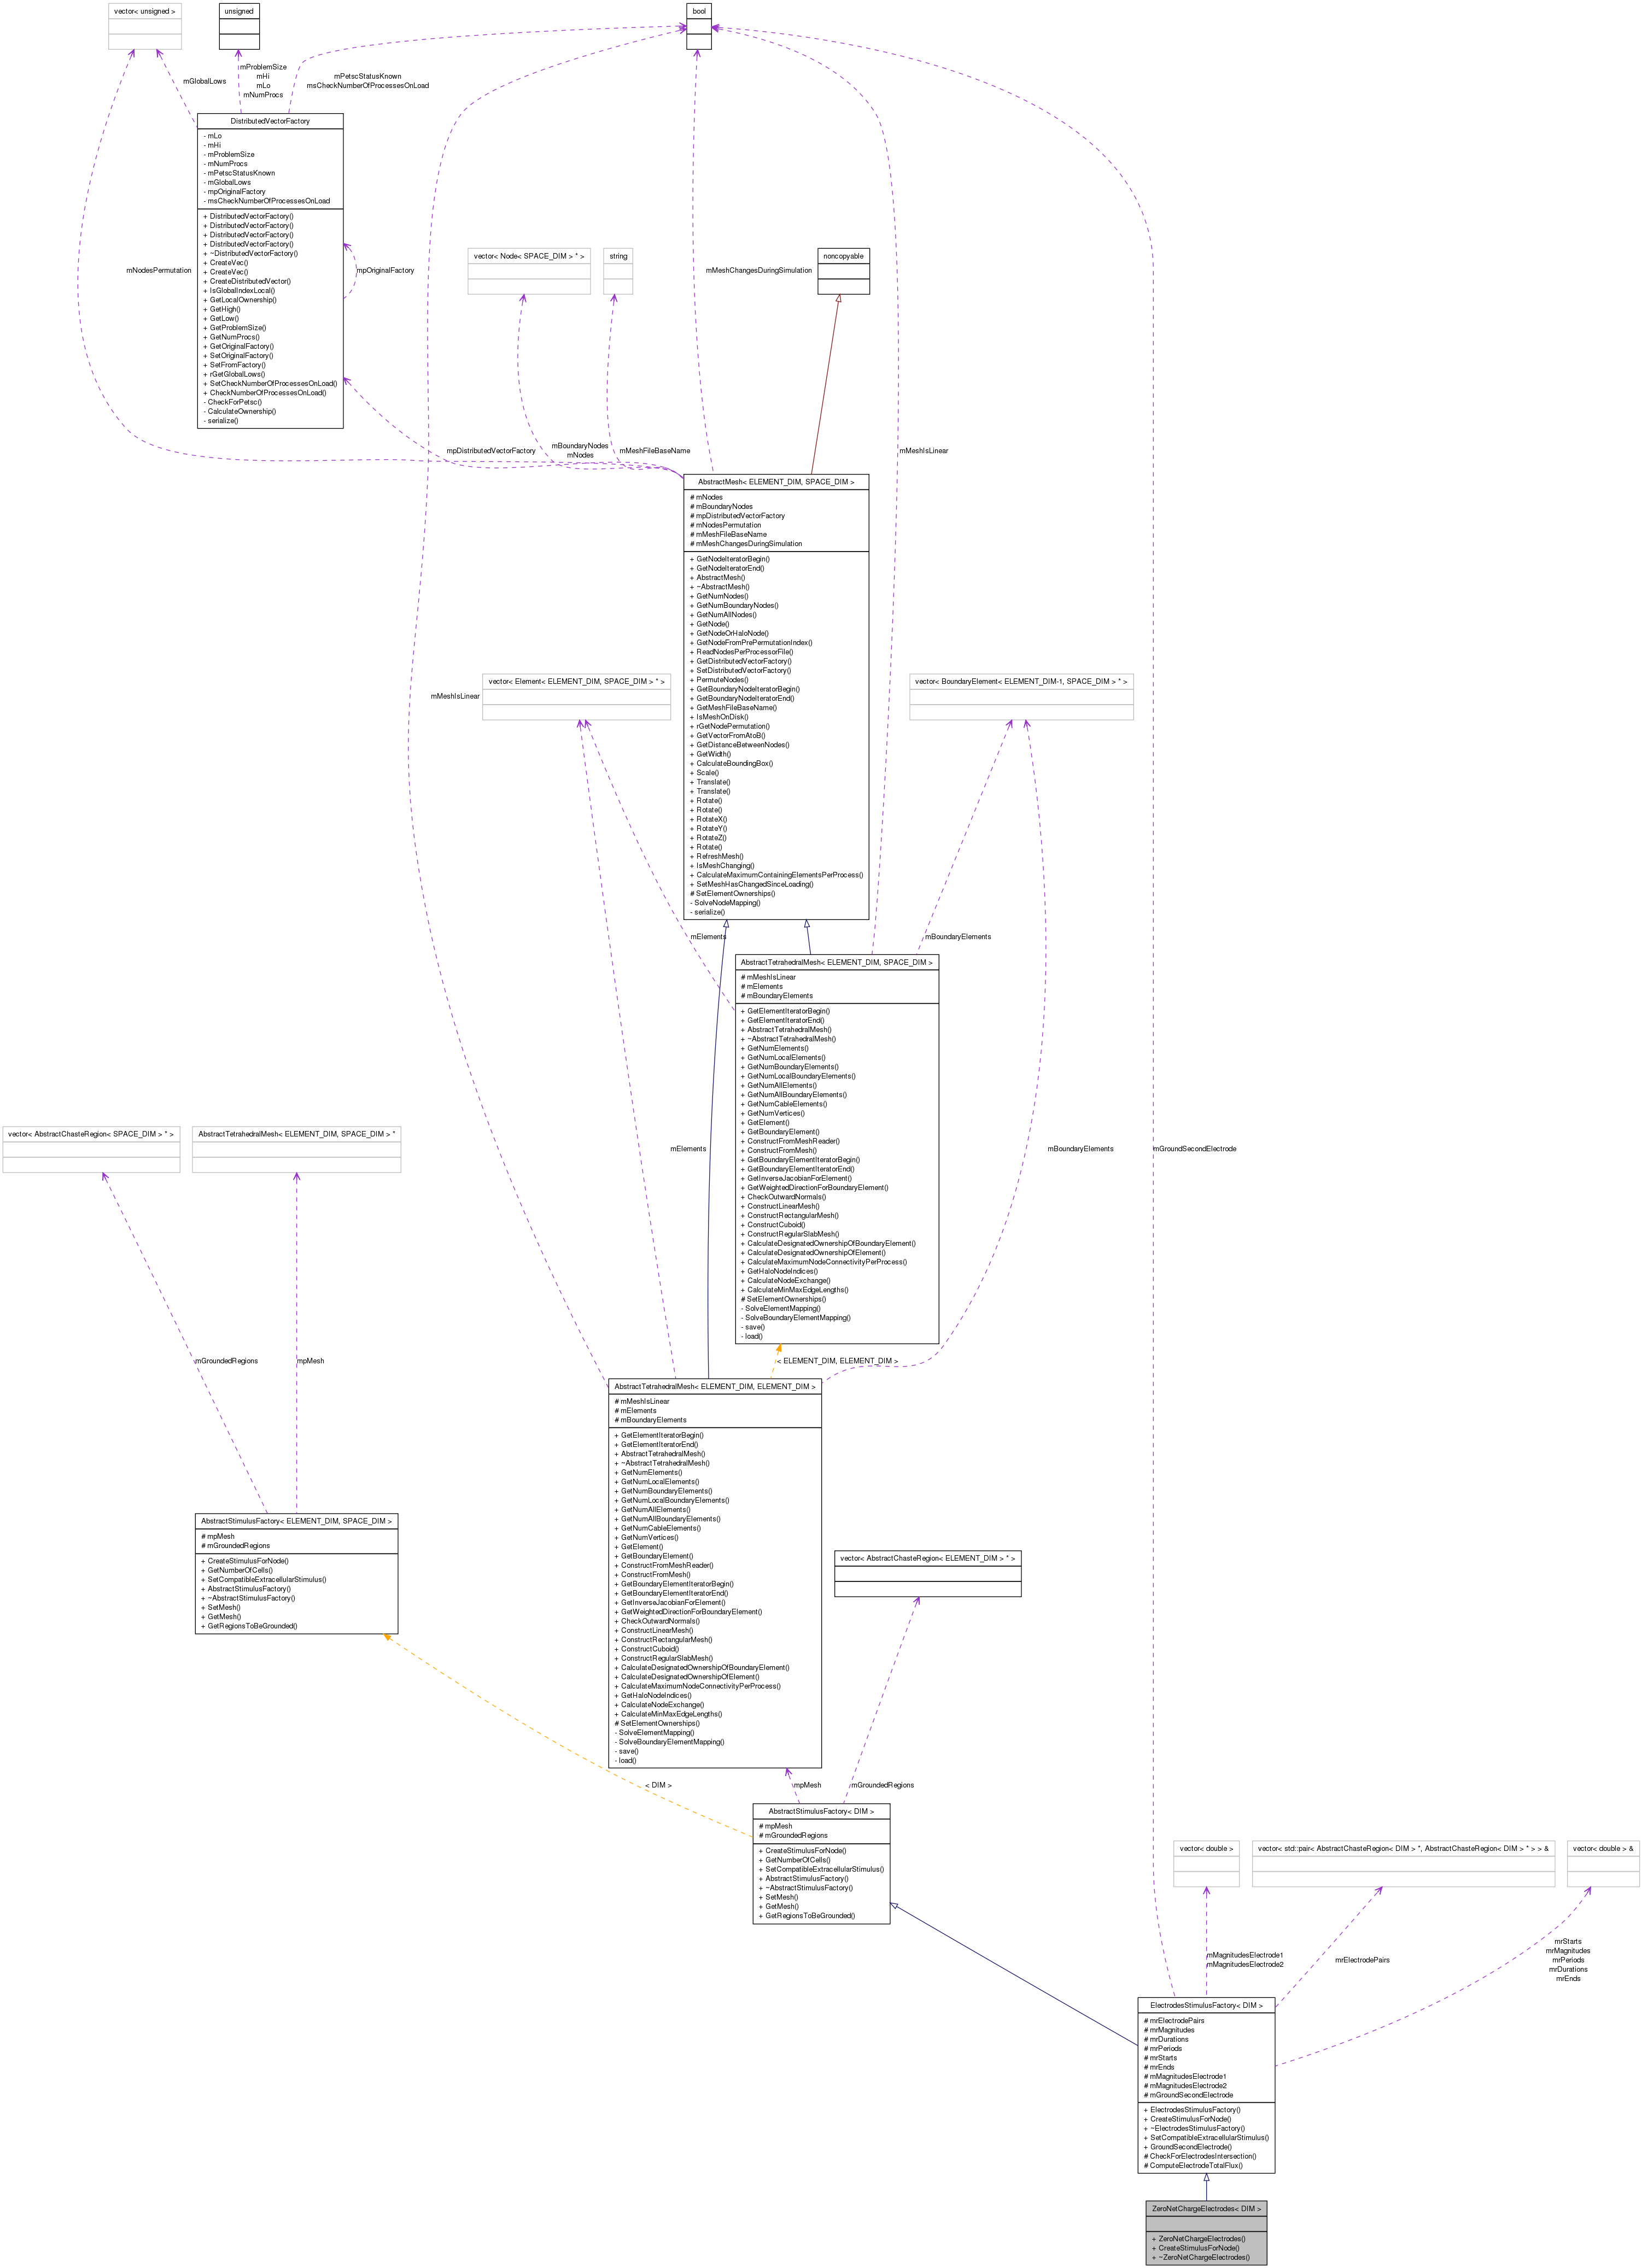 vector< unsigned >
unsigned
bool
mGlobalLows
mProblemSize
mHi
mLo
mNumProcs
mPetscStatusKnown
msCheckNumberOfProcessesOnLoad
DistributedVectorFactory
- mLo
- mHi
- mProblemSize
- mNumProcs
- mPetscStatusKnown
- mGlobalLows
- mpOriginalFactory
- msCheckNumberOfProcessesOnLoad
+ DistributedVectorFactory()
+ DistributedVectorFactory()
+ DistributedVectorFactory()
+ DistributedVectorFactory()
+ ~DistributedVectorFactory()
+ CreateVec()
+ CreateVec()
+ CreateDistributedVector()
+ IsGlobalIndexLocal()
+ GetLocalOwnership()
+ GetHigh()
+ GetLow()
+ GetProblemSize()
+ GetNumProcs()
+ GetOriginalFactory()
+ SetOriginalFactory()
+ SetFromFactory()
+ rGetGlobalLows()
+ SetCheckNumberOfProcessesOnLoad()
+ CheckNumberOfProcessesOnLoad()
- CheckForPetsc()
- CalculateOwnership()
- serialize()
mNodesPermutation
mpOriginalFactory
vector< Node< SPACE_DIM > * >
string
mMeshChangesDuringSimulation
noncopyable
mpDistributedVectorFactory
mBoundaryNodes
mNodes
mMeshFileBaseName
mMeshIsLinear
AbstractMesh< ELEMENT_DIM, SPACE_DIM >
# mNodes
# mBoundaryNodes
# mpDistributedVectorFactory
# mNodesPermutation
# mMeshFileBaseName
# mMeshChangesDuringSimulation
+ GetNodeIteratorBegin()
+ GetNodeIteratorEnd()
+ AbstractMesh()
+ ~AbstractMesh()
+ GetNumNodes()
+ GetNumBoundaryNodes()
+ GetNumAllNodes()
+ GetNode()
+ GetNodeOrHaloNode()
+ GetNodeFromPrePermutationIndex()
+ ReadNodesPerProcessorFile()
+ GetDistributedVectorFactory()
+ SetDistributedVectorFactory()
+ PermuteNodes()
+ GetBoundaryNodeIteratorBegin()
+ GetBoundaryNodeIteratorEnd()
+ GetMeshFileBaseName()
+ IsMeshOnDisk()
+ rGetNodePermutation()
+ GetVectorFromAtoB()
+ GetDistanceBetweenNodes()
+ GetWidth()
+ CalculateBoundingBox()
+ Scale()
+ Translate()
+ Translate()
+ Rotate()
+ Rotate()
+ RotateX()
+ RotateY()
+ RotateZ()
+ Rotate()
+ RefreshMesh()
+ IsMeshChanging()
+ CalculateMaximumContainingElementsPerProcess()
+ SetMeshHasChangedSinceLoading()
# SetElementOwnerships()
- SolveNodeMapping()
- serialize()
vector< Element< ELEMENT_DIM, SPACE_DIM > * >
vector< BoundaryElement< ELEMENT_DIM-1, SPACE_DIM > * >
mMeshIsLinear
mElements
mBoundaryElements
AbstractTetrahedralMesh< ELEMENT_DIM, SPACE_DIM >
# mMeshIsLinear
# mElements
# mBoundaryElements
+ GetElementIteratorBegin()
+ GetElementIteratorEnd()
+ AbstractTetrahedralMesh()
+ ~AbstractTetrahedralMesh()
+ GetNumElements()
+ GetNumLocalElements()
+ GetNumBoundaryElements()
+ GetNumLocalBoundaryElements()
+ GetNumAllElements()
+ GetNumAllBoundaryElements()
+ GetNumCableElements()
+ GetNumVertices()
+ GetElement()
+ GetBoundaryElement()
+ ConstructFromMeshReader()
+ ConstructFromMesh()
+ GetBoundaryElementIteratorBegin()
+ GetBoundaryElementIteratorEnd()
+ GetInverseJacobianForElement()
+ GetWeightedDirectionForBoundaryElement()
+ CheckOutwardNormals()
+ ConstructLinearMesh()
+ ConstructRectangularMesh()
+ ConstructCuboid()
+ ConstructRegularSlabMesh()
+ CalculateDesignatedOwnershipOfBoundaryElement()
+ CalculateDesignatedOwnershipOfElement()
+ CalculateMaximumNodeConnectivityPerProcess()
+ GetHaloNodeIndices()
+ CalculateNodeExchange()
+ CalculateMinMaxEdgeLengths()
# SetElementOwnerships()
- SolveElementMapping()
- SolveBoundaryElementMapping()
- save()
- load()
vector< AbstractChasteRegion< SPACE_DIM > * >
AbstractTetrahedralMesh< ELEMENT_DIM, SPACE_DIM > *
mElements
mBoundaryElements
mGroundSecondElectrode
mGroundedRegions
mpMesh
< ELEMENT_DIM, ELEMENT_DIM >
AbstractTetrahedralMesh< ELEMENT_DIM, ELEMENT_DIM >
# mMeshIsLinear
# mElements
# mBoundaryElements
+ GetElementIteratorBegin()
+ GetElementIteratorEnd()
+ AbstractTetrahedralMesh()
+ ~AbstractTetrahedralMesh()
+ GetNumElements()
+ GetNumLocalElements()
+ GetNumBoundaryElements()
+ GetNumLocalBoundaryElements()
+ GetNumAllElements()
+ GetNumAllBoundaryElements()
+ GetNumCableElements()
+ GetNumVertices()
+ GetElement()
+ GetBoundaryElement()
+ ConstructFromMeshReader()
+ ConstructFromMesh()
+ GetBoundaryElementIteratorBegin()
+ GetBoundaryElementIteratorEnd()
+ GetInverseJacobianForElement()
+ GetWeightedDirectionForBoundaryElement()
+ CheckOutwardNormals()
+ ConstructLinearMesh()
+ ConstructRectangularMesh()
+ ConstructCuboid()
+ ConstructRegularSlabMesh()
+ CalculateDesignatedOwnershipOfBoundaryElement()
+ CalculateDesignatedOwnershipOfElement()
+ CalculateMaximumNodeConnectivityPerProcess()
+ GetHaloNodeIndices()
+ CalculateNodeExchange()
+ CalculateMinMaxEdgeLengths()
# SetElementOwnerships()
- SolveElementMapping()
- SolveBoundaryElementMapping()
- save()
- load()
AbstractStimulusFactory< ELEMENT_DIM, SPACE_DIM >
# mpMesh
# mGroundedRegions
+ CreateStimulusForNode()
+ GetNumberOfCells()
+ SetCompatibleExtracellularStimulus()
+ AbstractStimulusFactory()
+ ~AbstractStimulusFactory()
+ SetMesh()
+ GetMesh()
+ GetRegionsToBeGrounded()
vector< AbstractChasteRegion< ELEMENT_DIM > * >
< DIM >
mpMesh
mGroundedRegions
AbstractStimulusFactory< DIM >
# mpMesh
# mGroundedRegions
+ CreateStimulusForNode()
+ GetNumberOfCells()
+ SetCompatibleExtracellularStimulus()
+ AbstractStimulusFactory()
+ ~AbstractStimulusFactory()
+ SetMesh()
+ GetMesh()
+ GetRegionsToBeGrounded()
vector< double >
vector< std::pair< AbstractChasteRegion< DIM > *, AbstractChasteRegion< DIM > * > > &
vector< double > &
mMagnitudesElectrode1
mMagnitudesElectrode2
mrElectrodePairs
mrStarts
mrMagnitudes
mrPeriods
mrDurations
mrEnds
ElectrodesStimulusFactory< DIM >
# mrElectrodePairs
# mrMagnitudes
# mrDurations
# mrPeriods
# mrStarts
# mrEnds
# mMagnitudesElectrode1
# mMagnitudesElectrode2
# mGroundSecondElectrode
+ ElectrodesStimulusFactory()
+ CreateStimulusForNode()
+ ~ElectrodesStimulusFactory()
+ SetCompatibleExtracellularStimulus()
+ GroundSecondElectrode()
# CheckForElectrodesIntersection()
# ComputeElectrodeTotalFlux()
ZeroNetChargeElectrodes< DIM >
+ ZeroNetChargeElectrodes()
+ CreateStimulusForNode()
+ ~ZeroNetChargeElectrodes()